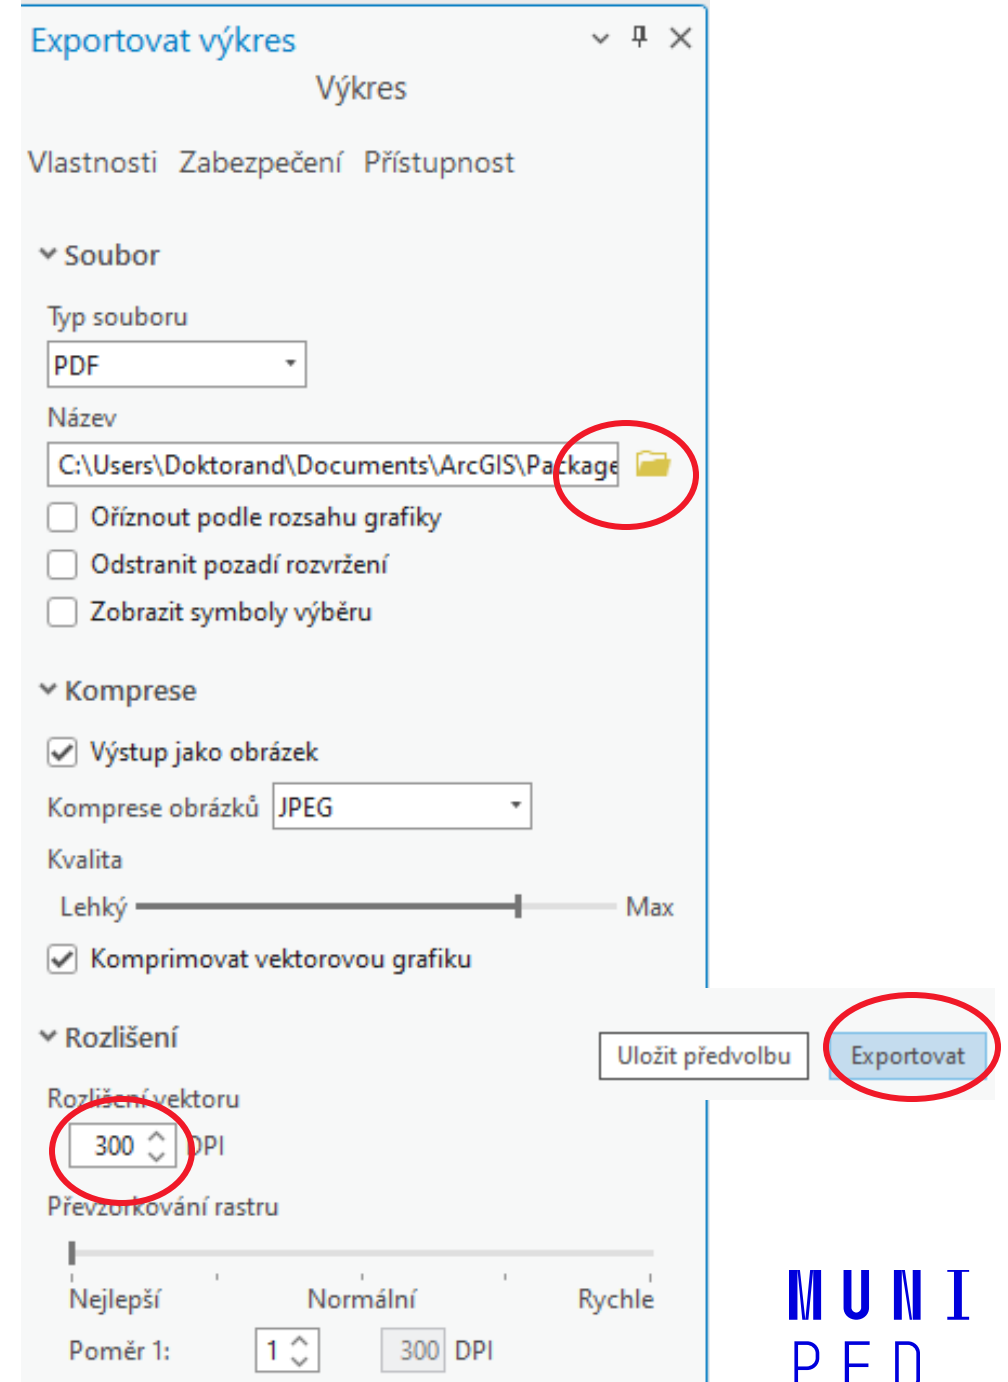 Exportovat výkres
Výkres
Vlastnosti Zabezpečení Přístupnost
Soubor
Typ souboru
PDF
Název
C:\Users\Doktorand\Documents\ArcGIS\Package
Oříznout podle rozsahu grafiky
Odstranit pozadí rozvržení
Zobrazit symboly výběru
Komprese
Výstup jako obrázek
Komprese obrázků JPEG
Kvalita
Lehký Max
Komprimovat vektorovou grafiku
Rozlišení
Uložit předvolbu Exportovat
Rozlišení vektoru
300 DPI
Převzorkování rastru
Nejlepší Normální Rychle
Poměr 1: 1 300 DPI
MUNI
PED